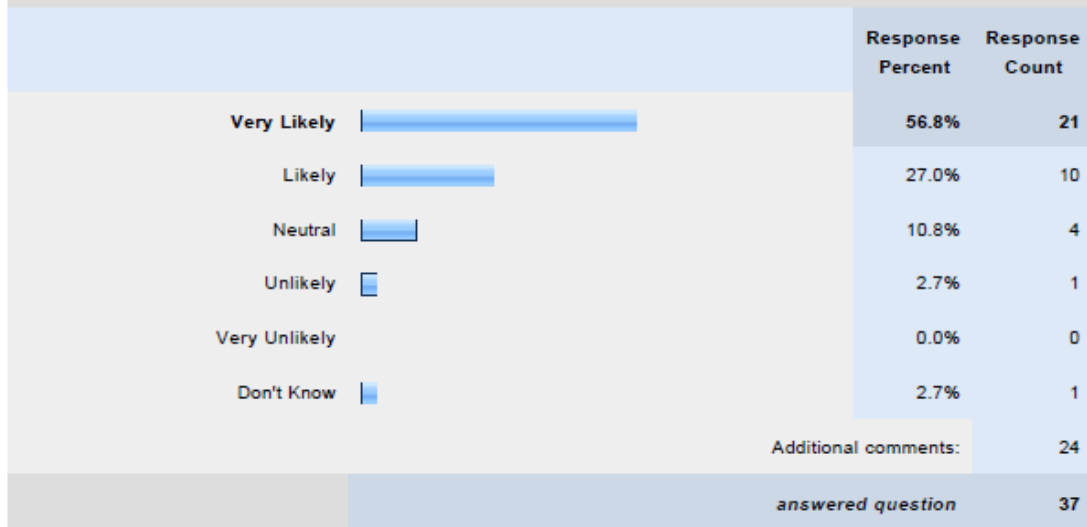 Response Percent Response Count
Very Likely 56.8% 21
Likely 27.0% 10
Neutral 10.8% 4
Unlikely 2.7% 1
Very Unlikely 0.0% 0
Don't Know 2.7% 1
Additional comments: 24
answered question 37